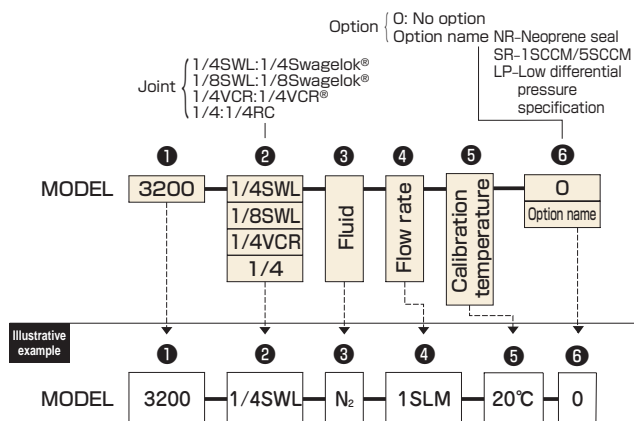 Option
0: No option
Option name NR-Neoprene seal
SR-1SCCM/5SCCM
LP-Low differential
pressure
specification
Joint
1/4SWL:1/4Swagelok®
1/8SWL:1/8Swagelok®
1/4VCR:1/4VCR®
1/4:1/4RC
❶ ❷ ❸ ❹ ❺ ❻
MODEL 3200 1/4SWL Fluid Flow rate Calibration temperature 0
1/8SWL Option name
1/4VCR
1/4
Illustrative
example
❶ ❷ ❸ ❹ ❺ ❻
MODEL 3200 1/4SWL N₂ 1SLM 20℃ 0